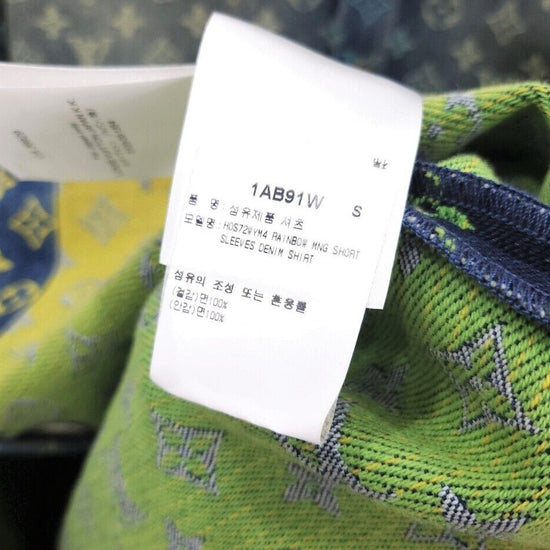 1AB91W S
품 명 : 섬유제품 셔츠
모델명 : HOS72WYM4 RAINBOW MNG SHORT
SLEEVES DENIM SHIRT
섬유의 조성 또는 혼용률
(겉감)면100%
(안감)면100%